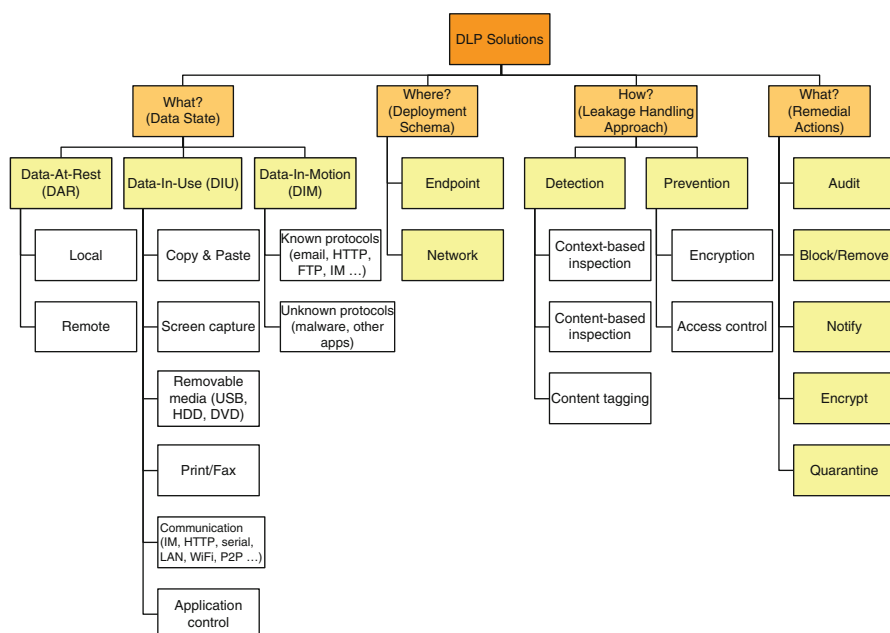 DLP Solutions
What?
(Data State)
Where?
(Deployment
Schema)
How?
(Leakage Handling
Approach)
What?
(Remedial
Actions)
Data-At-Rest
(DAR)
Data-In-Use (DIU)
Data-In-Motion
(DIM)
Endpoint
Detection
Prevention
Audit
Local
Copy & Paste
Known protocols
(email, HTTP,
FTP, IM ...)
Network
Context-based
inspection
Encryption
Block/Remove
Remote
Screen capture
Unknown protocols
(malware, other
apps)
Content-based
inspection
Access control
Notify
Removable
media (USB,
HDD, DVD)
Content tagging
Encrypt
Print/Fax
Quarantine
Communication
(IM, HTTP, serial,
LAN, WiFi, P2P ...)
Application
control